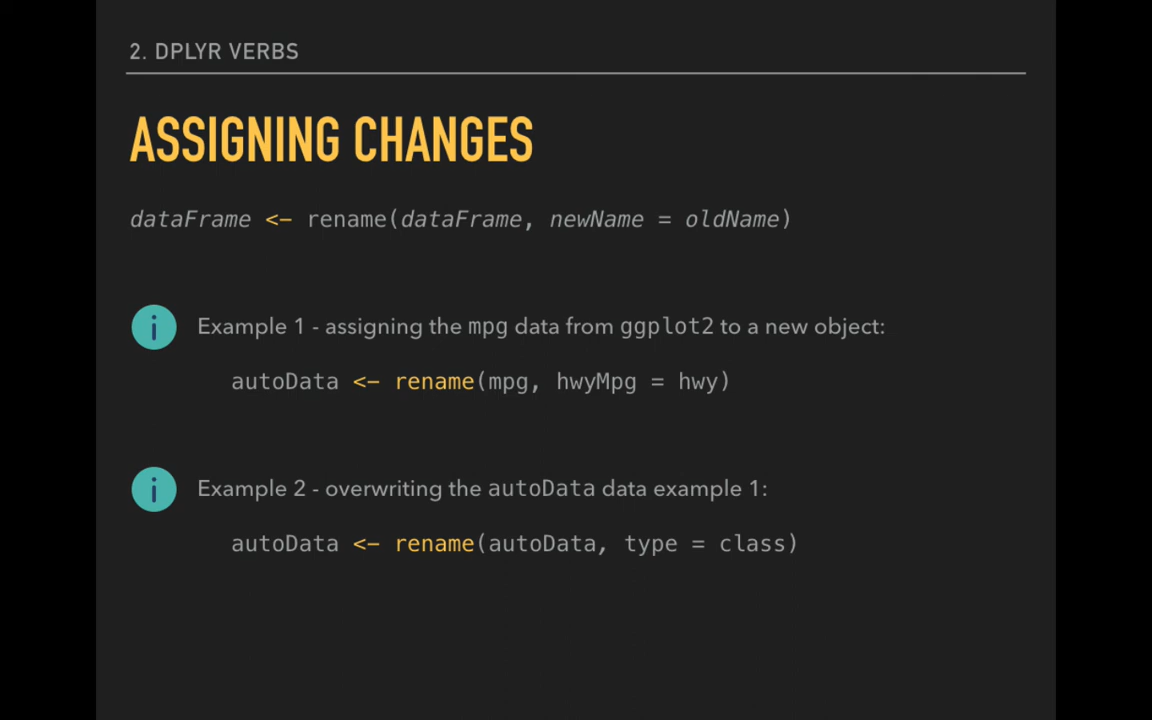 2. DPLYR VERBS
ASSIGNING CHANGES
dataFrame <- rename(dataFrame, newName = oldName)
i Example 1 - assigning the mpg data from ggplot2 to a new object:
autoData <- rename(mpg, hwyMpg = hwy)
i Example 2 - overwriting the autoData data example 1:
autoData <- rename(autoData, type = class)